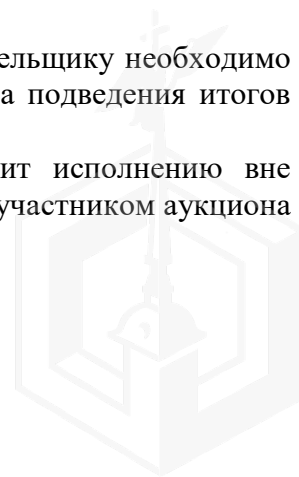 ельщику необходимо
а подведения итогов
ит исполнению вне
участником аукциона